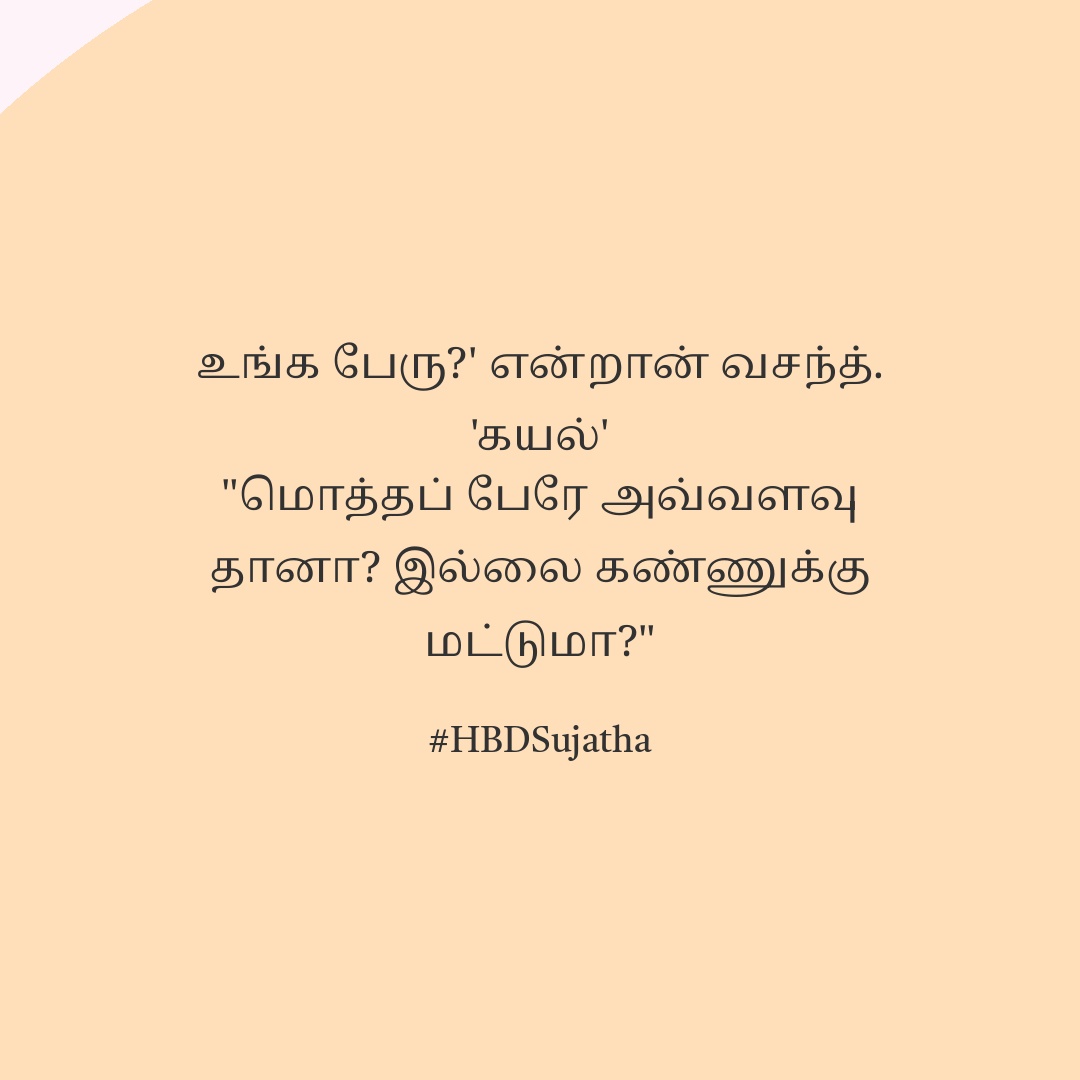 உங்க பேரு?' என்றான் வசந்த்.
'கயல்'
"மொத்தப் பேரே அவ்வளவு
தானா? இல்லை கண்ணுக்கு
மட்டுமா?"
#HBDSujatha